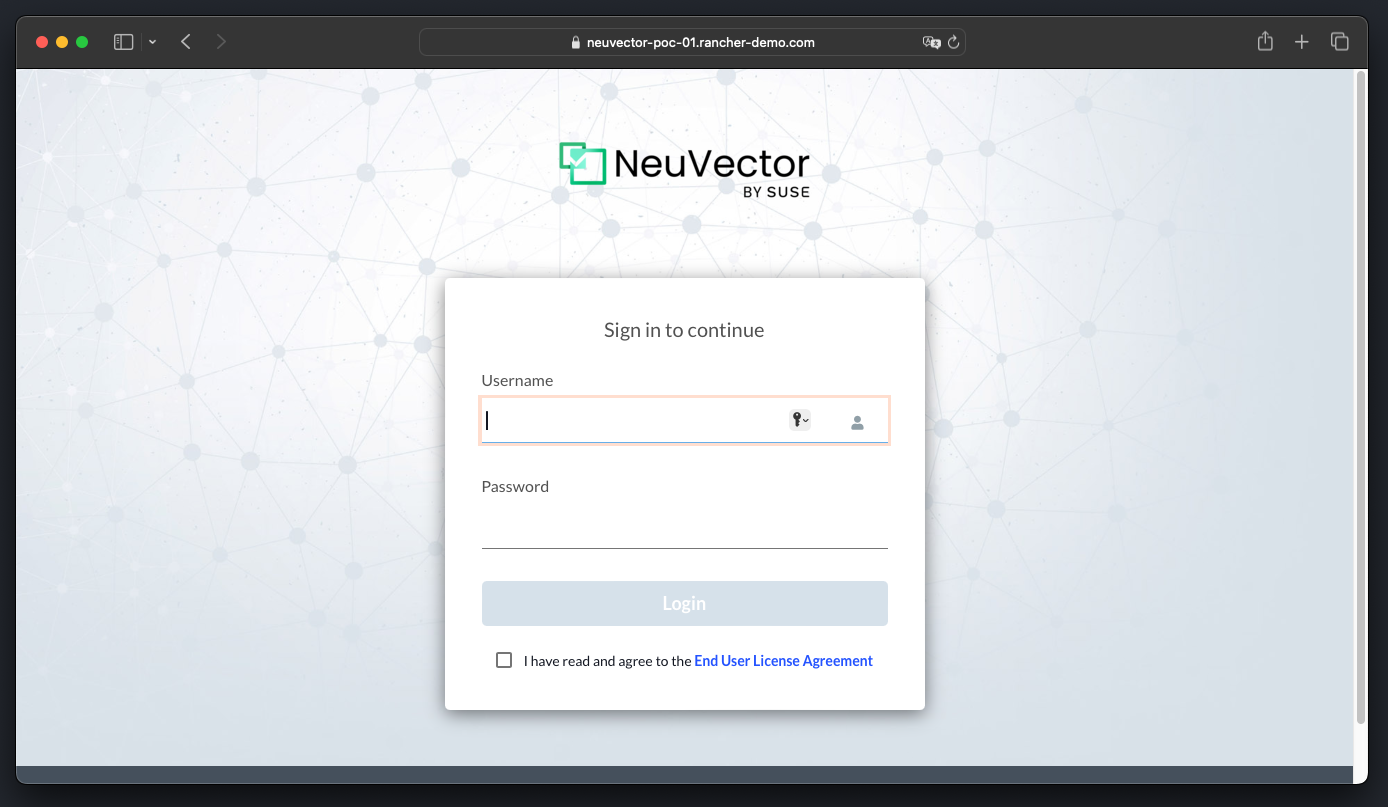 neuvector-poc-01.rancher-demo.com
NeuVector
BY SUSE
Sign in to continue
Username
Password
Login
I have read and agree to the End User License Agreement